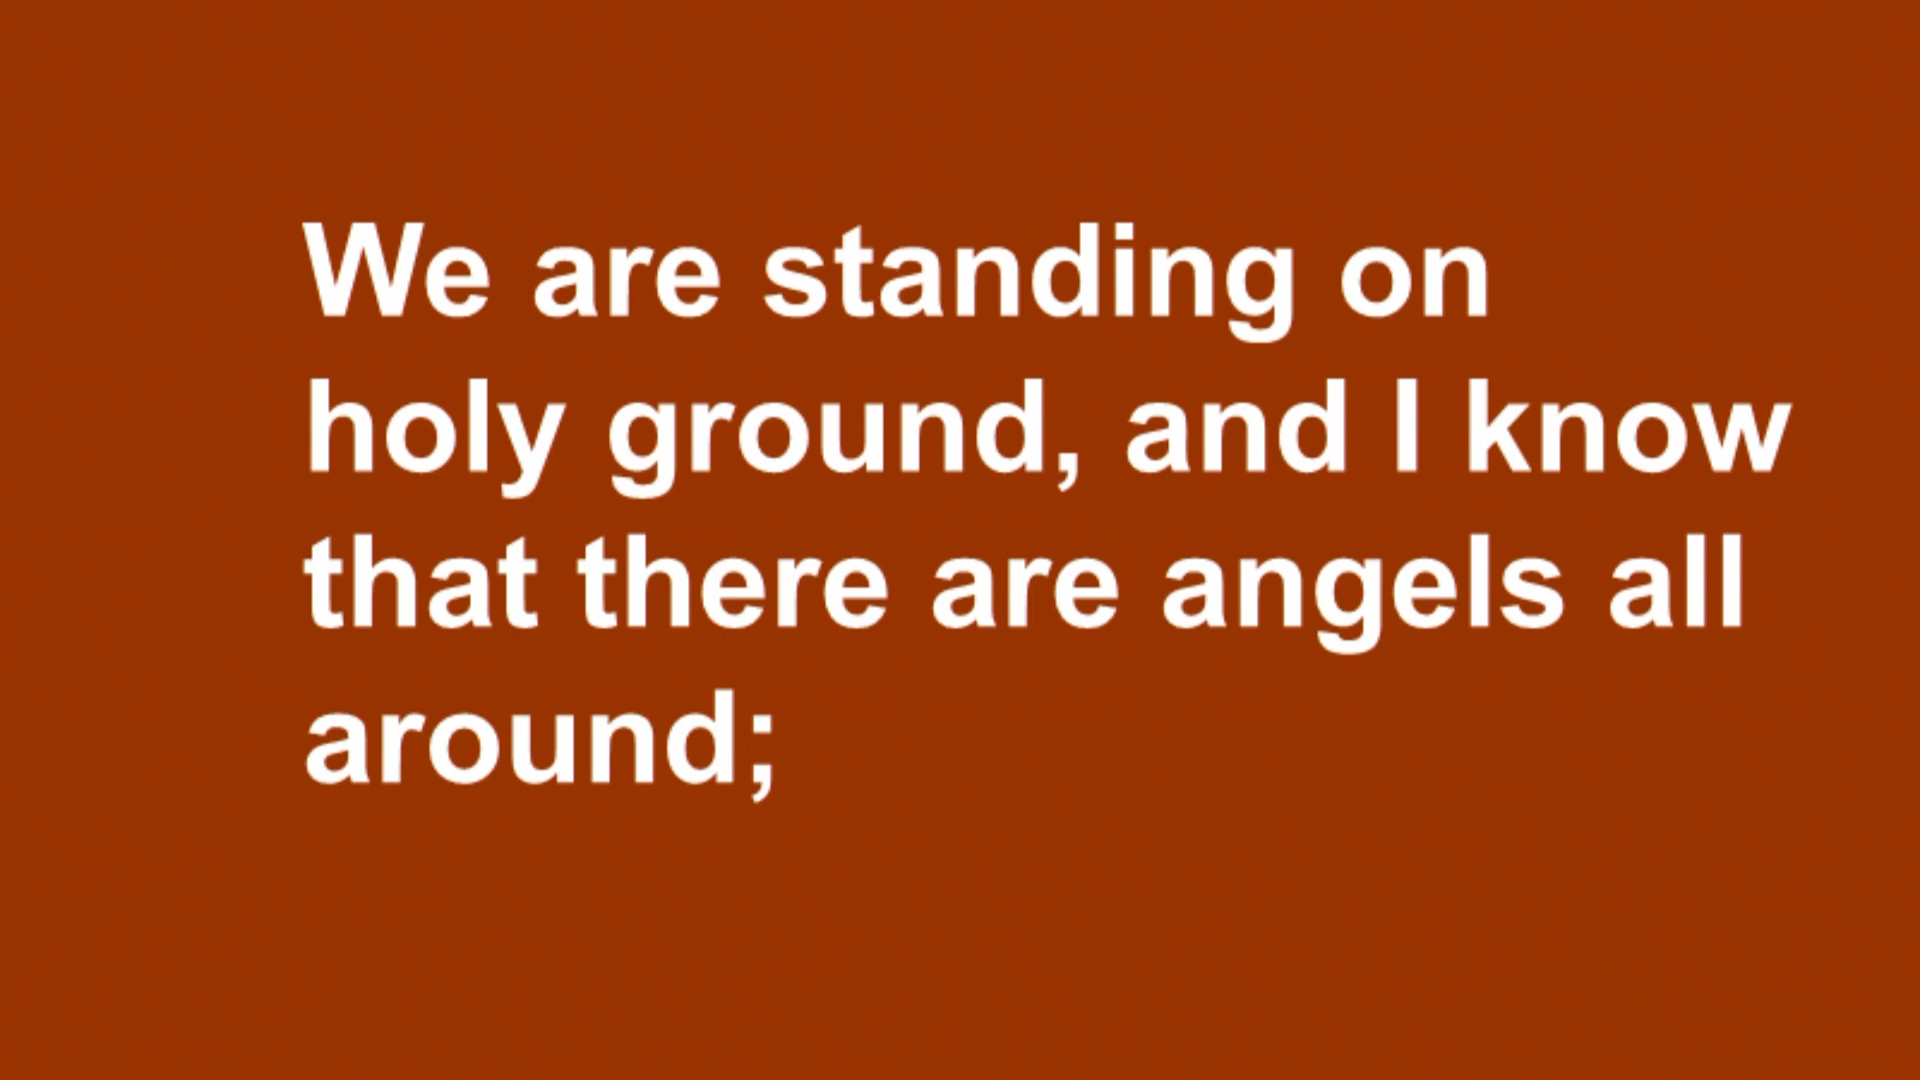 We are standing on
holy ground, and I know
that there are angels all
around;